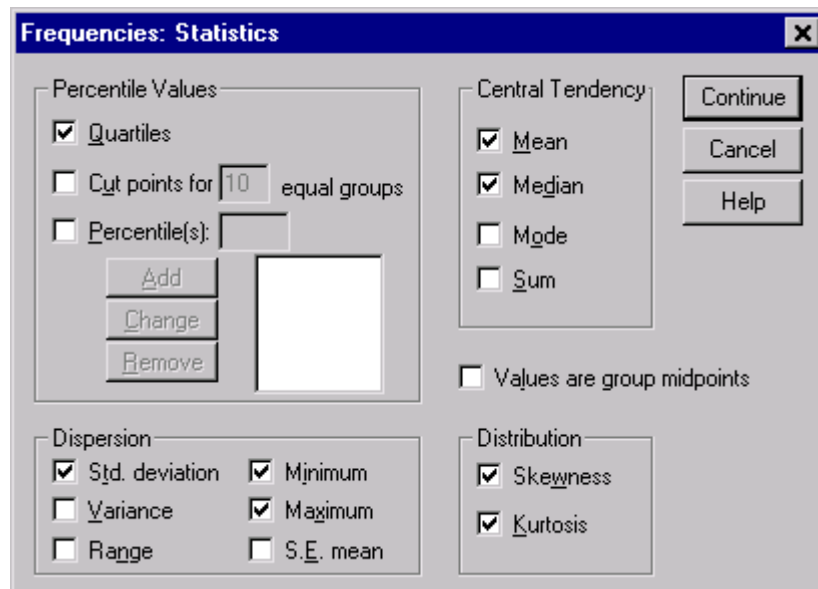 Frequencies: Statistics
Percentile Values
Quartiles
Cut points for 10 equal groups
Percentile(s):
Add
Change
Remove
Central Tendency
Mean
Median
Mode
Sum
Continue
Cancel
Help
Values are group midpoints
Dispersion
Std. deviation Minimum
Variance Maximum
Range S.E. mean
Distribution
Skewness
Kurtosis